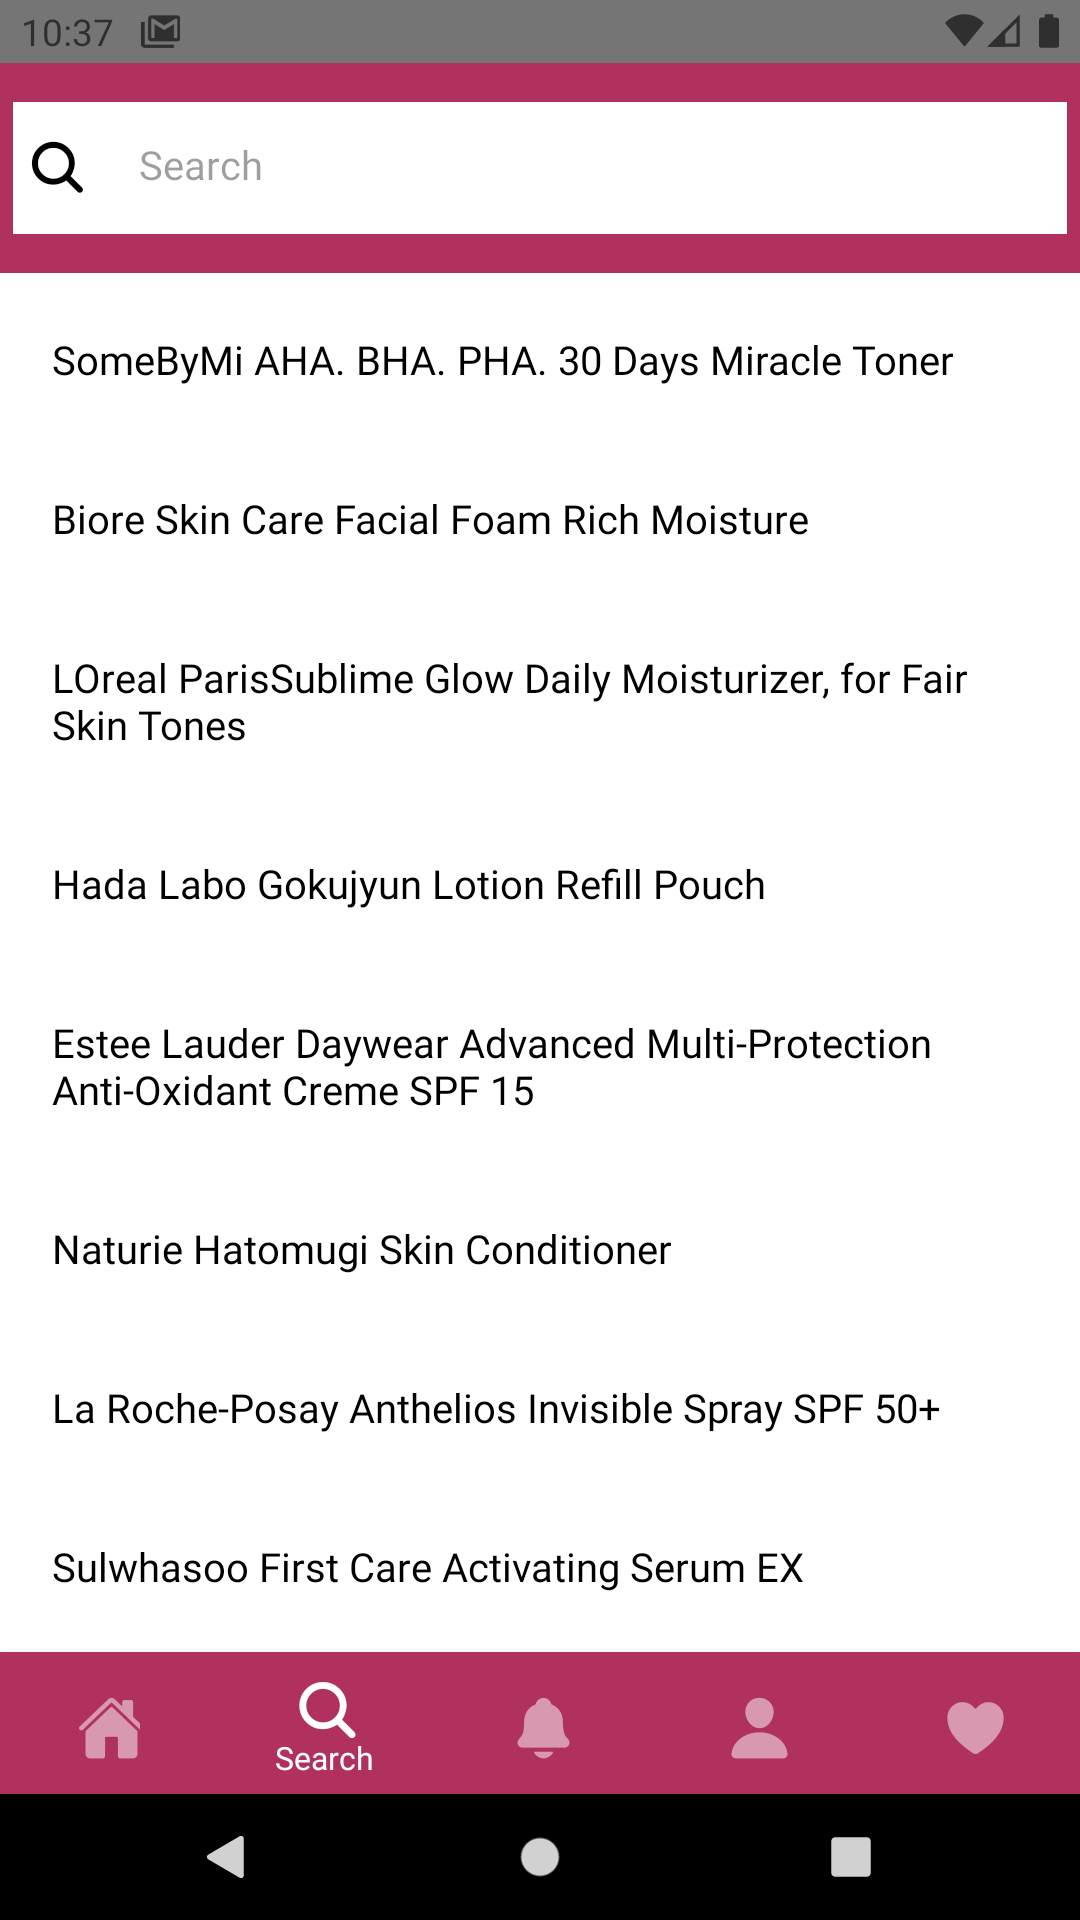 10:37
Search
SomeByMi AHA. BHA. PHA. 30 Days Miracle Toner
Biore Skin Care Facial Foam Rich Moisture
LOreal ParisSublime Glow Daily Moisturizer, for Fair
Skin Tones
Hada Labo Gokujyun Lotion Refill Pouch
Estee Lauder Daywear Advanced Multi-Protection
Anti-Oxidant Creme SPF 15
Naturie Hatomugi Skin Conditioner
La Roche-Posay Anthelios Invisible Spray SPF 50+
Sulwhasoo First Care Activating Serum EX
Search